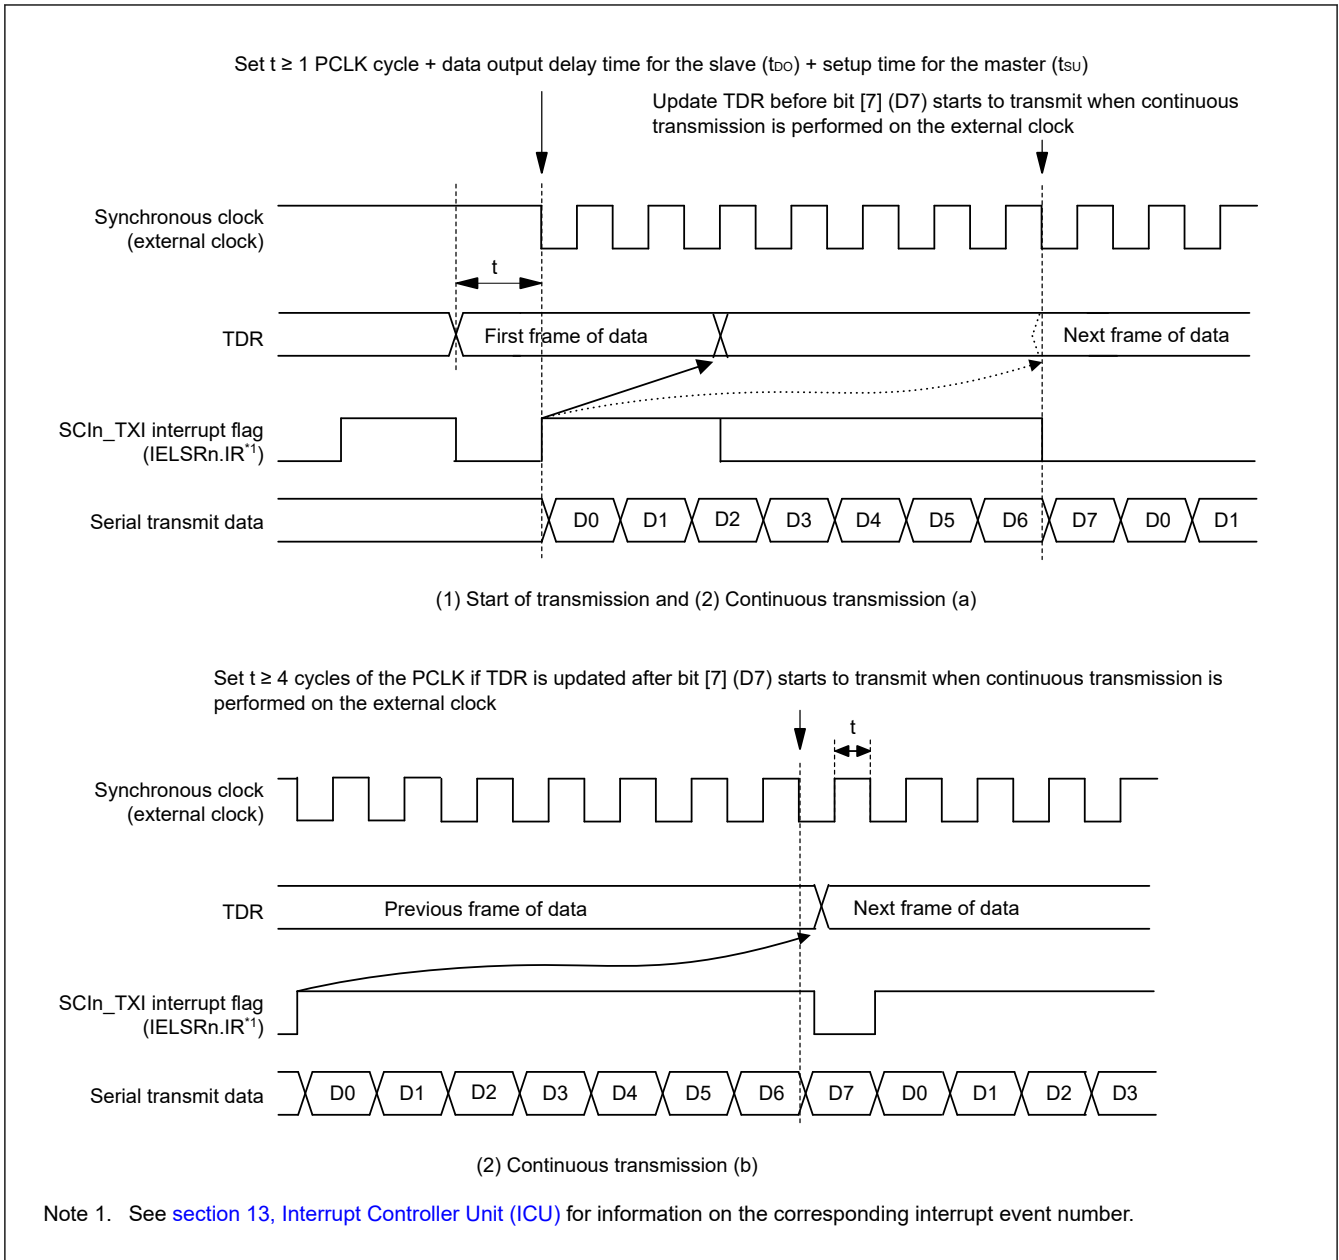 Set t ≥ 1 PCLK cycle + data output delay time for the slave (tDO) + setup time for the master (tSU)
Update TDR before bit [7] (D7) starts to transmit when continuous
transmission is performed on the external clock
Synchronous clock
(external clock)
t
TDR
First frame of data
Next frame of data
SCIn_TXI interrupt flag
(IELSRn.IR*1)
Serial transmit data
D0 D1 D2 D3 D4 D5 D6 D7 D0 D1
(1) Start of transmission and (2) Continuous transmission (a)
Set t ≥ 4 cycles of the PCLK if TDR is updated after bit [7] (D7) starts to transmit when continuous transmission is
performed on the external clock
t
Synchronous clock
(external clock)
TDR
Previous frame of data
Next frame of data
SCIn_TXI interrupt flag
(IELSRn.IR*1)
Serial transmit data
D0 D1 D2 D3 D4 D5 D6 D7 D0 D1 D2 D3
(2) Continuous transmission (b)
Note 1. See section 13, Interrupt Controller Unit (ICU) for information on the corresponding interrupt event number.